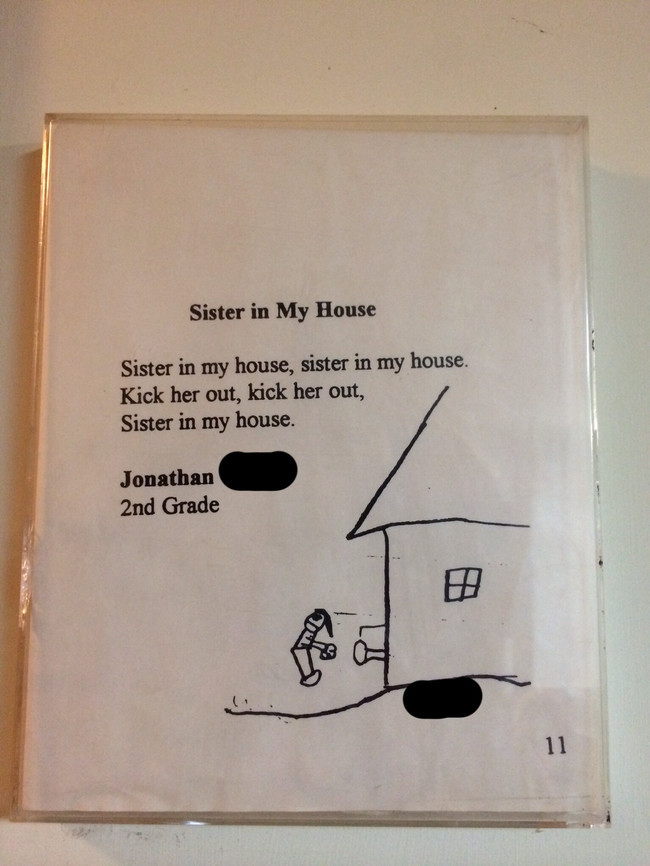 Sister in My House
Sister in my house, sister in my house.
Kick her out, kick her out,
Sister in my house.
Jonathan
2nd Grade
11